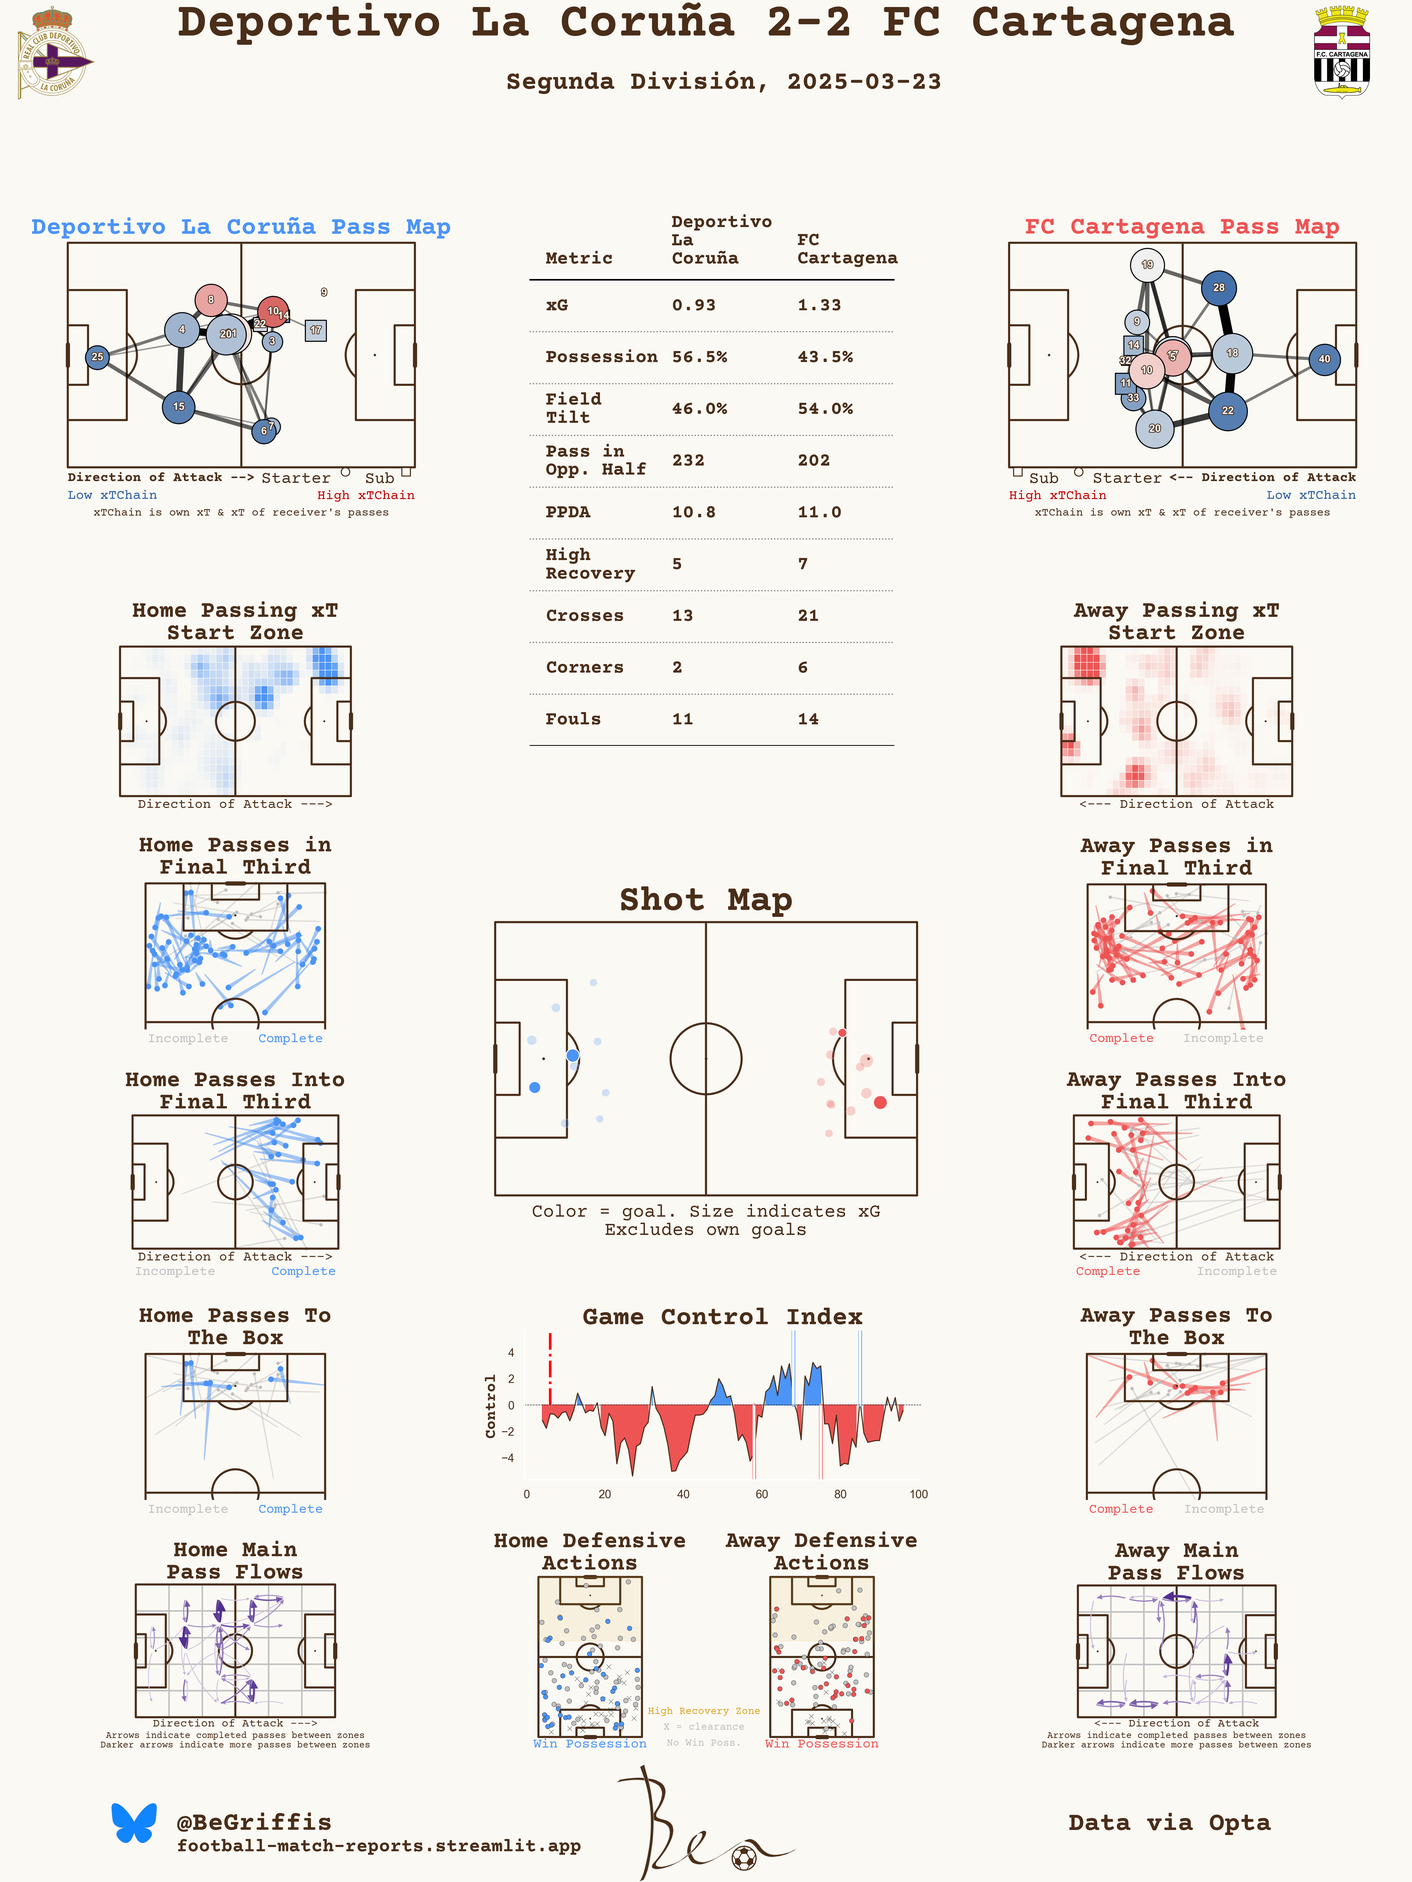 Deportivo La Coruña 2-2 FC Cartagena
Segunda División, 2025-03-23
REAL CLUB DEPORTIVO
LA CORUÑA
F.C. CARTAGENA
Deportivo La Coruña Pass Map
8
9
10
14
22
17
4
201
3
25
15
6
7
Direction of Attack --> Starter Sub
Low xTChain High xTChain
xTChain is own xT & xT of receiver's passes
Metric Deportivo La Coruña FC Cartagena
xG 0.93 1.33
Possession 56.5% 43.5%
Field Tilt 46.0% 54.0%
Pass in Opp. Half 232 202
PPDA 10.8 11.0
High Recovery 5 7
Crosses 13 21
Corners 2 6
Fouls 11 14
FC Cartagena Pass Map
19
28
9
14
32
18
40
10
5
11
33
22
20
Sub Starter <-- Direction of Attack
High xTChain Low xTChain
xTChain is own xT & xT of receiver's passes
Home Passing xT
Start Zone
Direction of Attack --->
Away Passing xT
Start Zone
<--- Direction of Attack
Home Passes in
Final Third
Incomplete Complete
Shot Map
Color = goal. Size indicates xG
Excludes own goals
Away Passes in
Final Third
Complete Incomplete
Home Passes Into
Final Third
Direction of Attack --->
Incomplete Complete
Away Passes Into
Final Third
<--- Direction of Attack
Complete Incomplete
Home Passes To
The Box
Incomplete Complete
Game Control Index
Control
4
2
0
−2
−4
0 20 40 60 80 100
Away Passes To
The Box
Complete Incomplete
Home Main
Pass Flows
Direction of Attack --->
Arrows indicate completed passes between zones
Darker arrows indicate more passes between zones
Home Defensive
Actions
Win Possession
High Recovery Zone
X = clearance
No Win Poss.
Away Defensive
Actions
Win Possession
Away Main
Pass Flows
<--- Direction of Attack
Arrows indicate completed passes between zones
Darker arrows indicate more passes between zones
@BeGriffis
football-match-reports.streamlit.app
Ben
Data via Opta